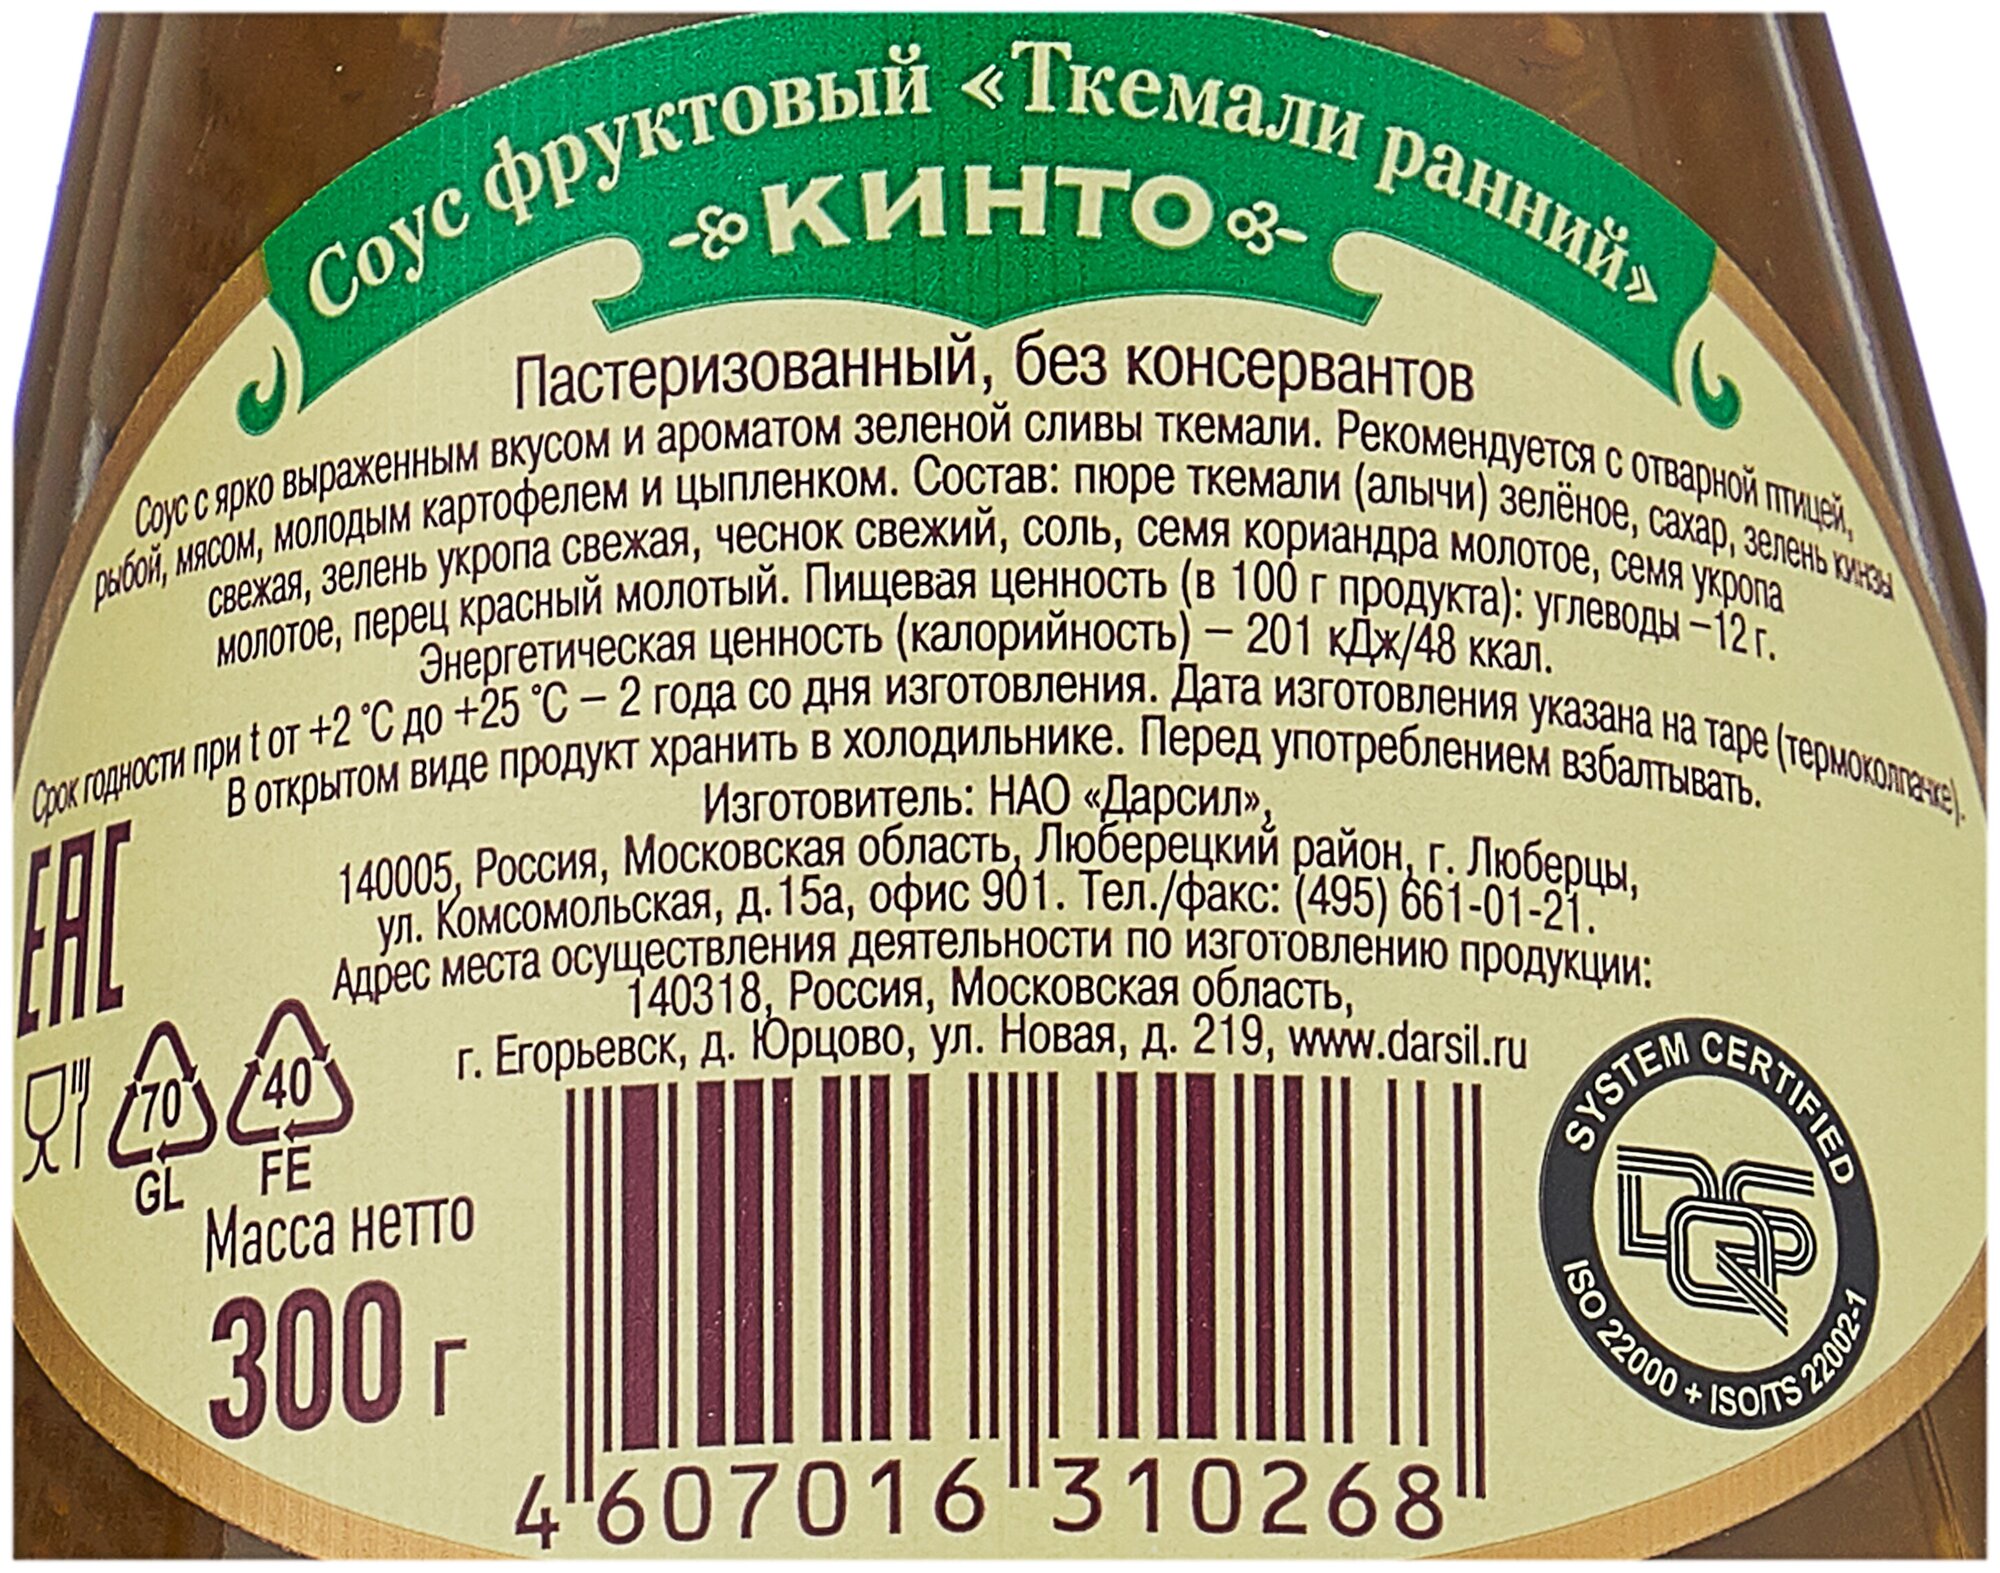 Соус фруктовый «Ткемали ранний»
КИНТО
Пастеризованный, без консервантов
Соус с ярко выраженным вкусом и ароматом зеленой сливы ткемали. Рекомендуется с отварной птицей,
рыбой, мясом, молодым картофелем и цыпленком. Состав: пюре ткемали (алычи) зелёное, сахар, зелень кинзы
свежая, зелень укропа свежая, чеснок свежий, соль, семя кориандра молотое, семя укропа
молотое, перец красный молотый. Пищевая ценность (в 100 г продукта): углеводы –12 г.
Энергетическая ценность (калорийность) – 201 кДж/48 ккал.
Срок годности при t от +2 °С до +25 °С – 2 года со дня изготовления. Дата изготовления указана на таре (термоколпачке).
В открытом виде продукт хранить в холодильнике. Перед употреблением взбалтывать.
Изготовитель: НАО «Дарсил»,
140005, Россия, Московская область, Люберецкий район, г. Люберцы,
ул. Комсомольская, д.15а, офис 901. Тел./факс: (495) 661-01-21.
Адрес места осуществления деятельности по изготовлению продукции:
140318, Россия, Московская область,
г. Егорьевск, д. Юрцово, ул. Новая, д. 219, www.darsil.ru
ЕАС
70
GL
40
FE
Масса нетто
300 г
4 607016 310268
SYSTEM CERTIFIED
DQS
ISO 22000 + ISO/TS 22002-1